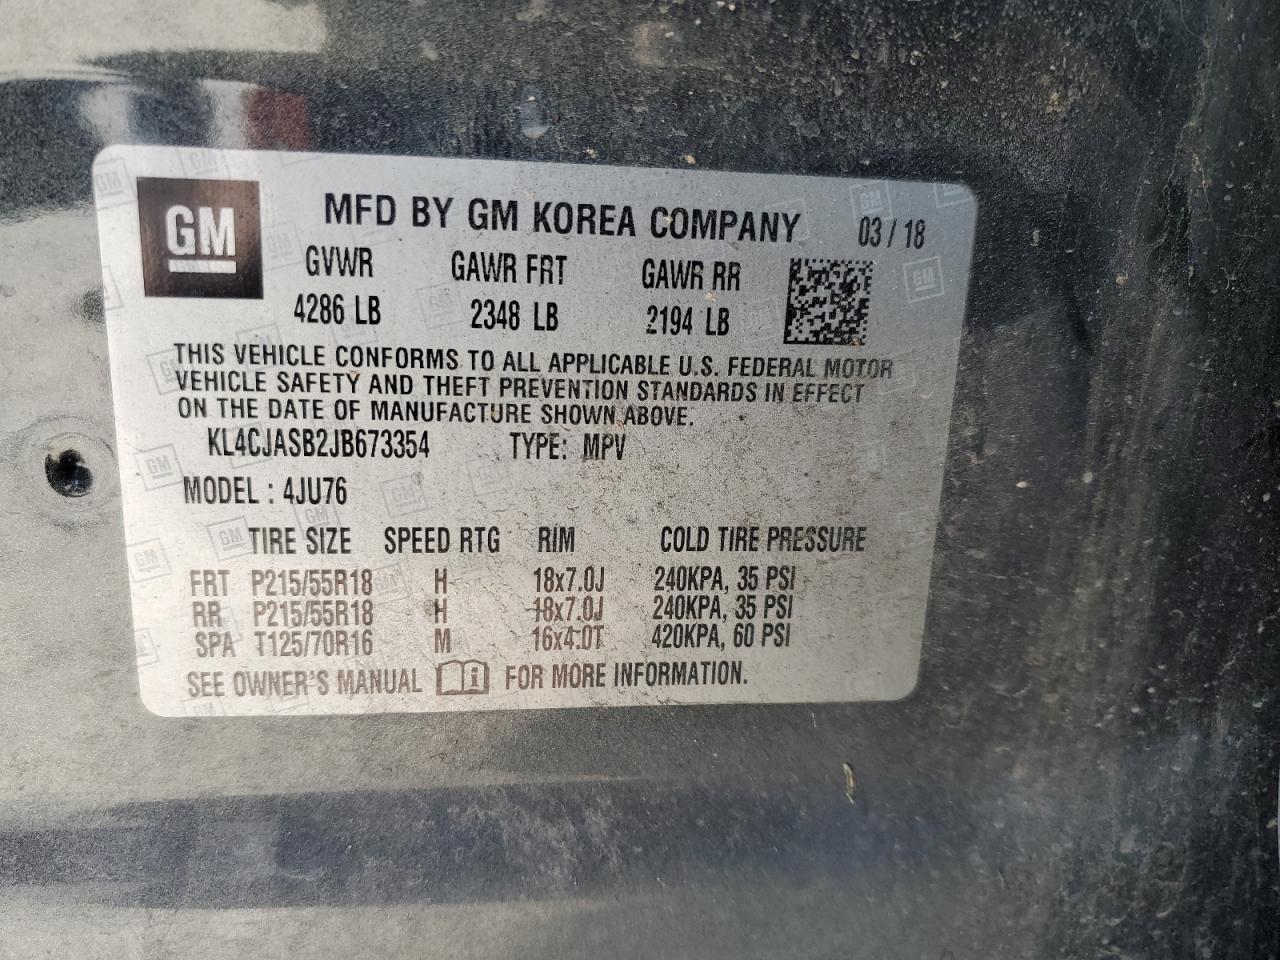 GM
MFD BY GM KOREA COMPANY 03 / 18
GVWR GAWR FRT GAWR RR
4286 LB 2348 LB 2194 LB
THIS VEHICLE CONFORMS TO ALL APPLICABLE U.S. FEDERAL MOTOR
VEHICLE SAFETY AND THEFT PREVENTION STANDARDS IN EFFECT
ON THE DATE OF MANUFACTURE SHOWN ABOVE.
KL4CJASB2JB673354 TYPE: MPV
MODEL : 4JU76
TIRE SIZE SPEED RTG RIM COLD TIRE PRESSURE
FRT P215/55R18 H 18x7.0J 240KPA, 35 PSI
RR P215/55R18 H 18x7.0J 240KPA, 35 PSI
SPA T125/70R16 M 16x4.0T 420KPA, 60 PSI
SEE OWNER'S MANUAL i FOR MORE INFORMATION.